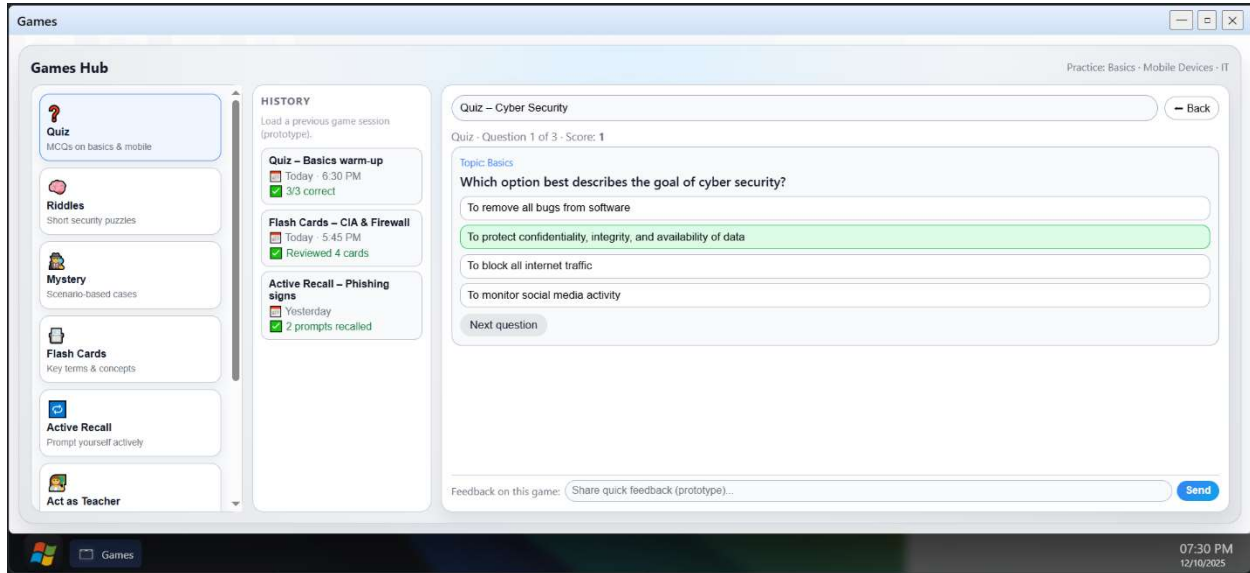 Games
Games Hub
Practice: Basics · Mobile Devices · IT
Quiz
MCQs on basics & mobile
Riddles
Short security puzzles
Mystery
Scenario-based cases
Flash Cards
Key terms & concepts
Active Recall
Prompt yourself actively
Act as Teacher
HISTORY
Load a previous game session
(prototype).
Quiz – Basics warm-up
Today · 6:30 PM
3/3 correct
Flash Cards – CIA & Firewall
Today · 5:45 PM
Reviewed 4 cards
Active Recall – Phishing
signs
Yesterday
2 prompts recalled
Quiz – Cyber Security
Back
Quiz · Question 1 of 3 · Score: 1
Topic: Basics
Which option best describes the goal of cyber security?
To remove all bugs from software
To protect confidentiality, integrity, and availability of data
To block all internet traffic
To monitor social media activity
Next question
Feedback on this game:
Share quick feedback (prototype)...
Send
Games
07:30 PM
12/10/2025